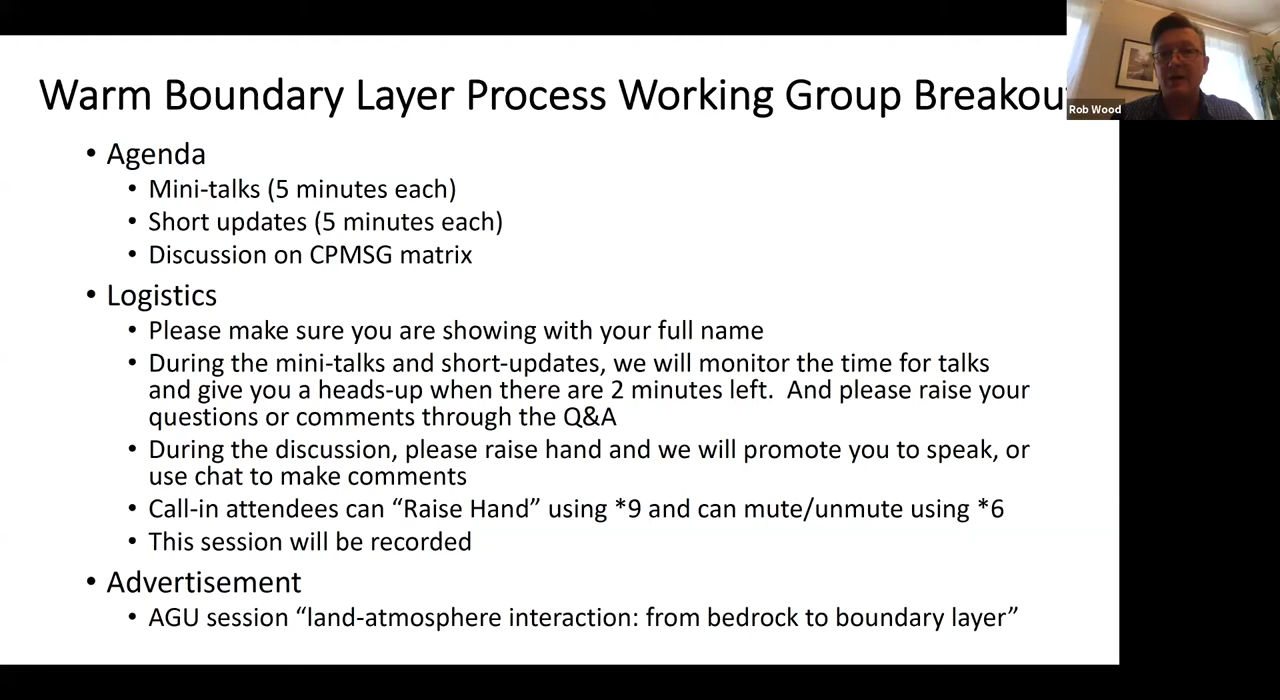 Warm Boundary Layer Process Working Group Breakou
Rob Wood
• Agenda
• Mini-talks (5 minutes each)
• Short updates (5 minutes each)
• Discussion on CPMSG matrix
• Logistics
• Please make sure you are showing with your full name
• During the mini-talks and short-updates, we will monitor the time for talks
and give you a heads-up when there are 2 minutes left.  And please raise your
questions or comments through the Q&A
• During the discussion, please raise hand and we will promote you to speak, or
use chat to make comments
• Call-in attendees can “Raise Hand” using *9 and can mute/unmute using *6
• This session will be recorded
• Advertisement
• AGU session “land-atmosphere interaction: from bedrock to boundary layer”